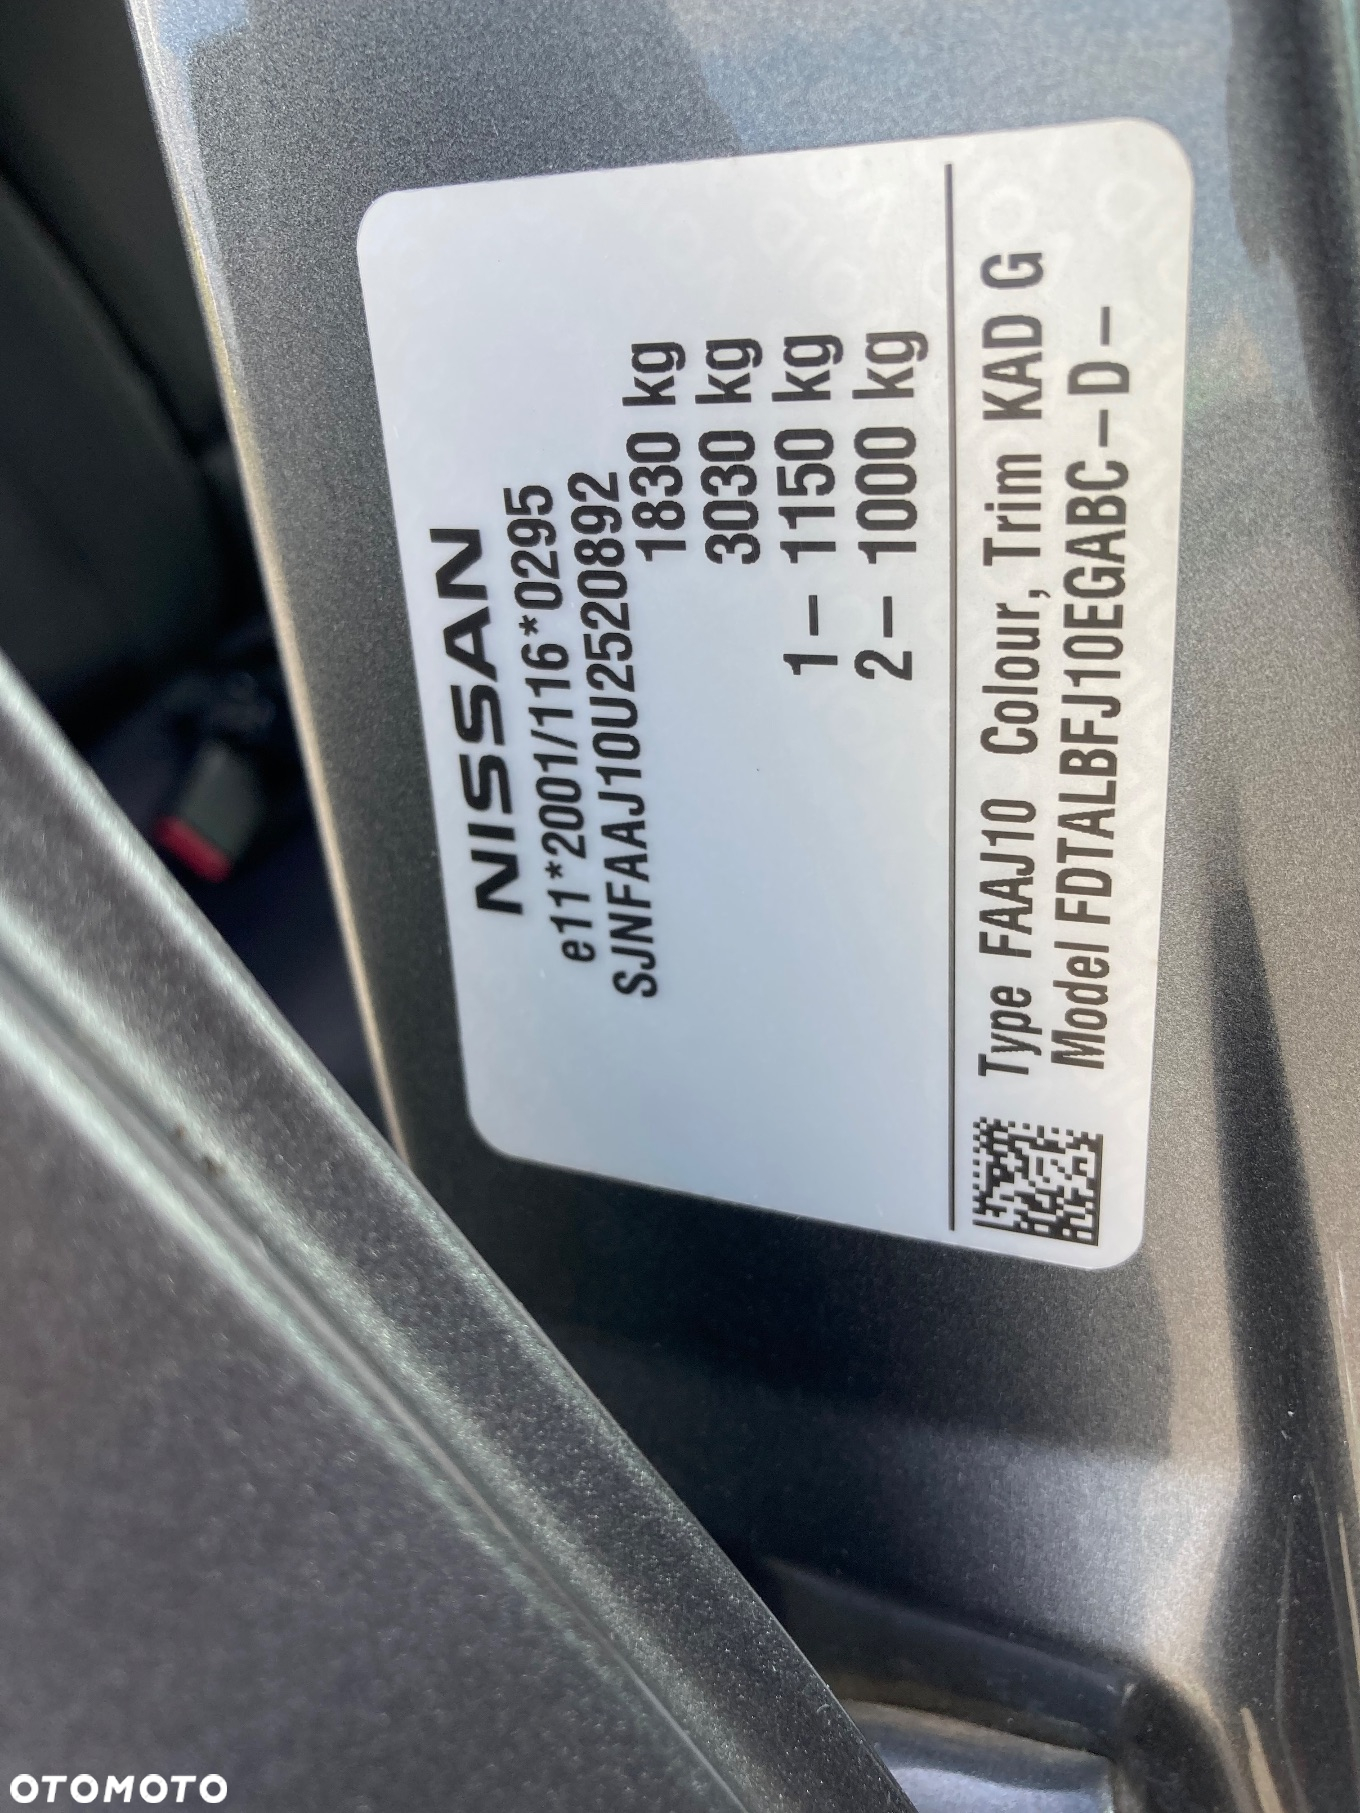 NISSAN
e11*2001/116*0295
SJNFAAJ10U2520892
1830 kg
3030 kg
1– 1150 kg
2– 1000 kg
Type FAAJ10 Colour, Trim KAD G
Model FDTALBFJ10EGABC–D–
OTOMOTO